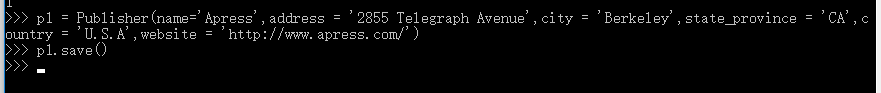 >>> p1 = Publisher(name='Apress',address = '2855 Telegraph Avenue',city = 'Berkeley',state_province = 'CA',c
ountry = 'U.S.A',website = 'http://www.apress.com/')
>>> p1.save()
>>>